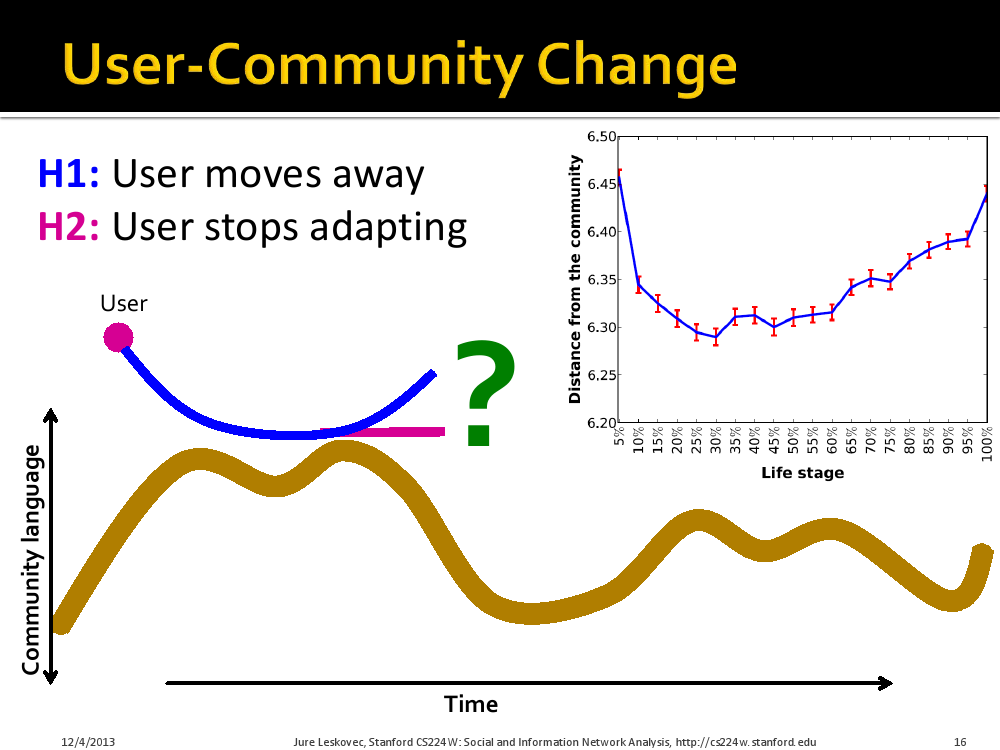 User-Community Change
H1: User moves away
H2: User stops adapting
User
?
Community language
Time
Distance from the community
6.50
6.45
6.40
6.35
6.30
6.25
6.20
5% 10% 15% 20% 25% 30% 35% 40% 45% 50% 55% 60% 65% 70% 75% 80% 85% 90% 95% 100%
Life stage
12/4/2013
Jure Leskovec, Stanford CS224W: Social and Information Network Analysis, http://cs224w.stanford.edu
16